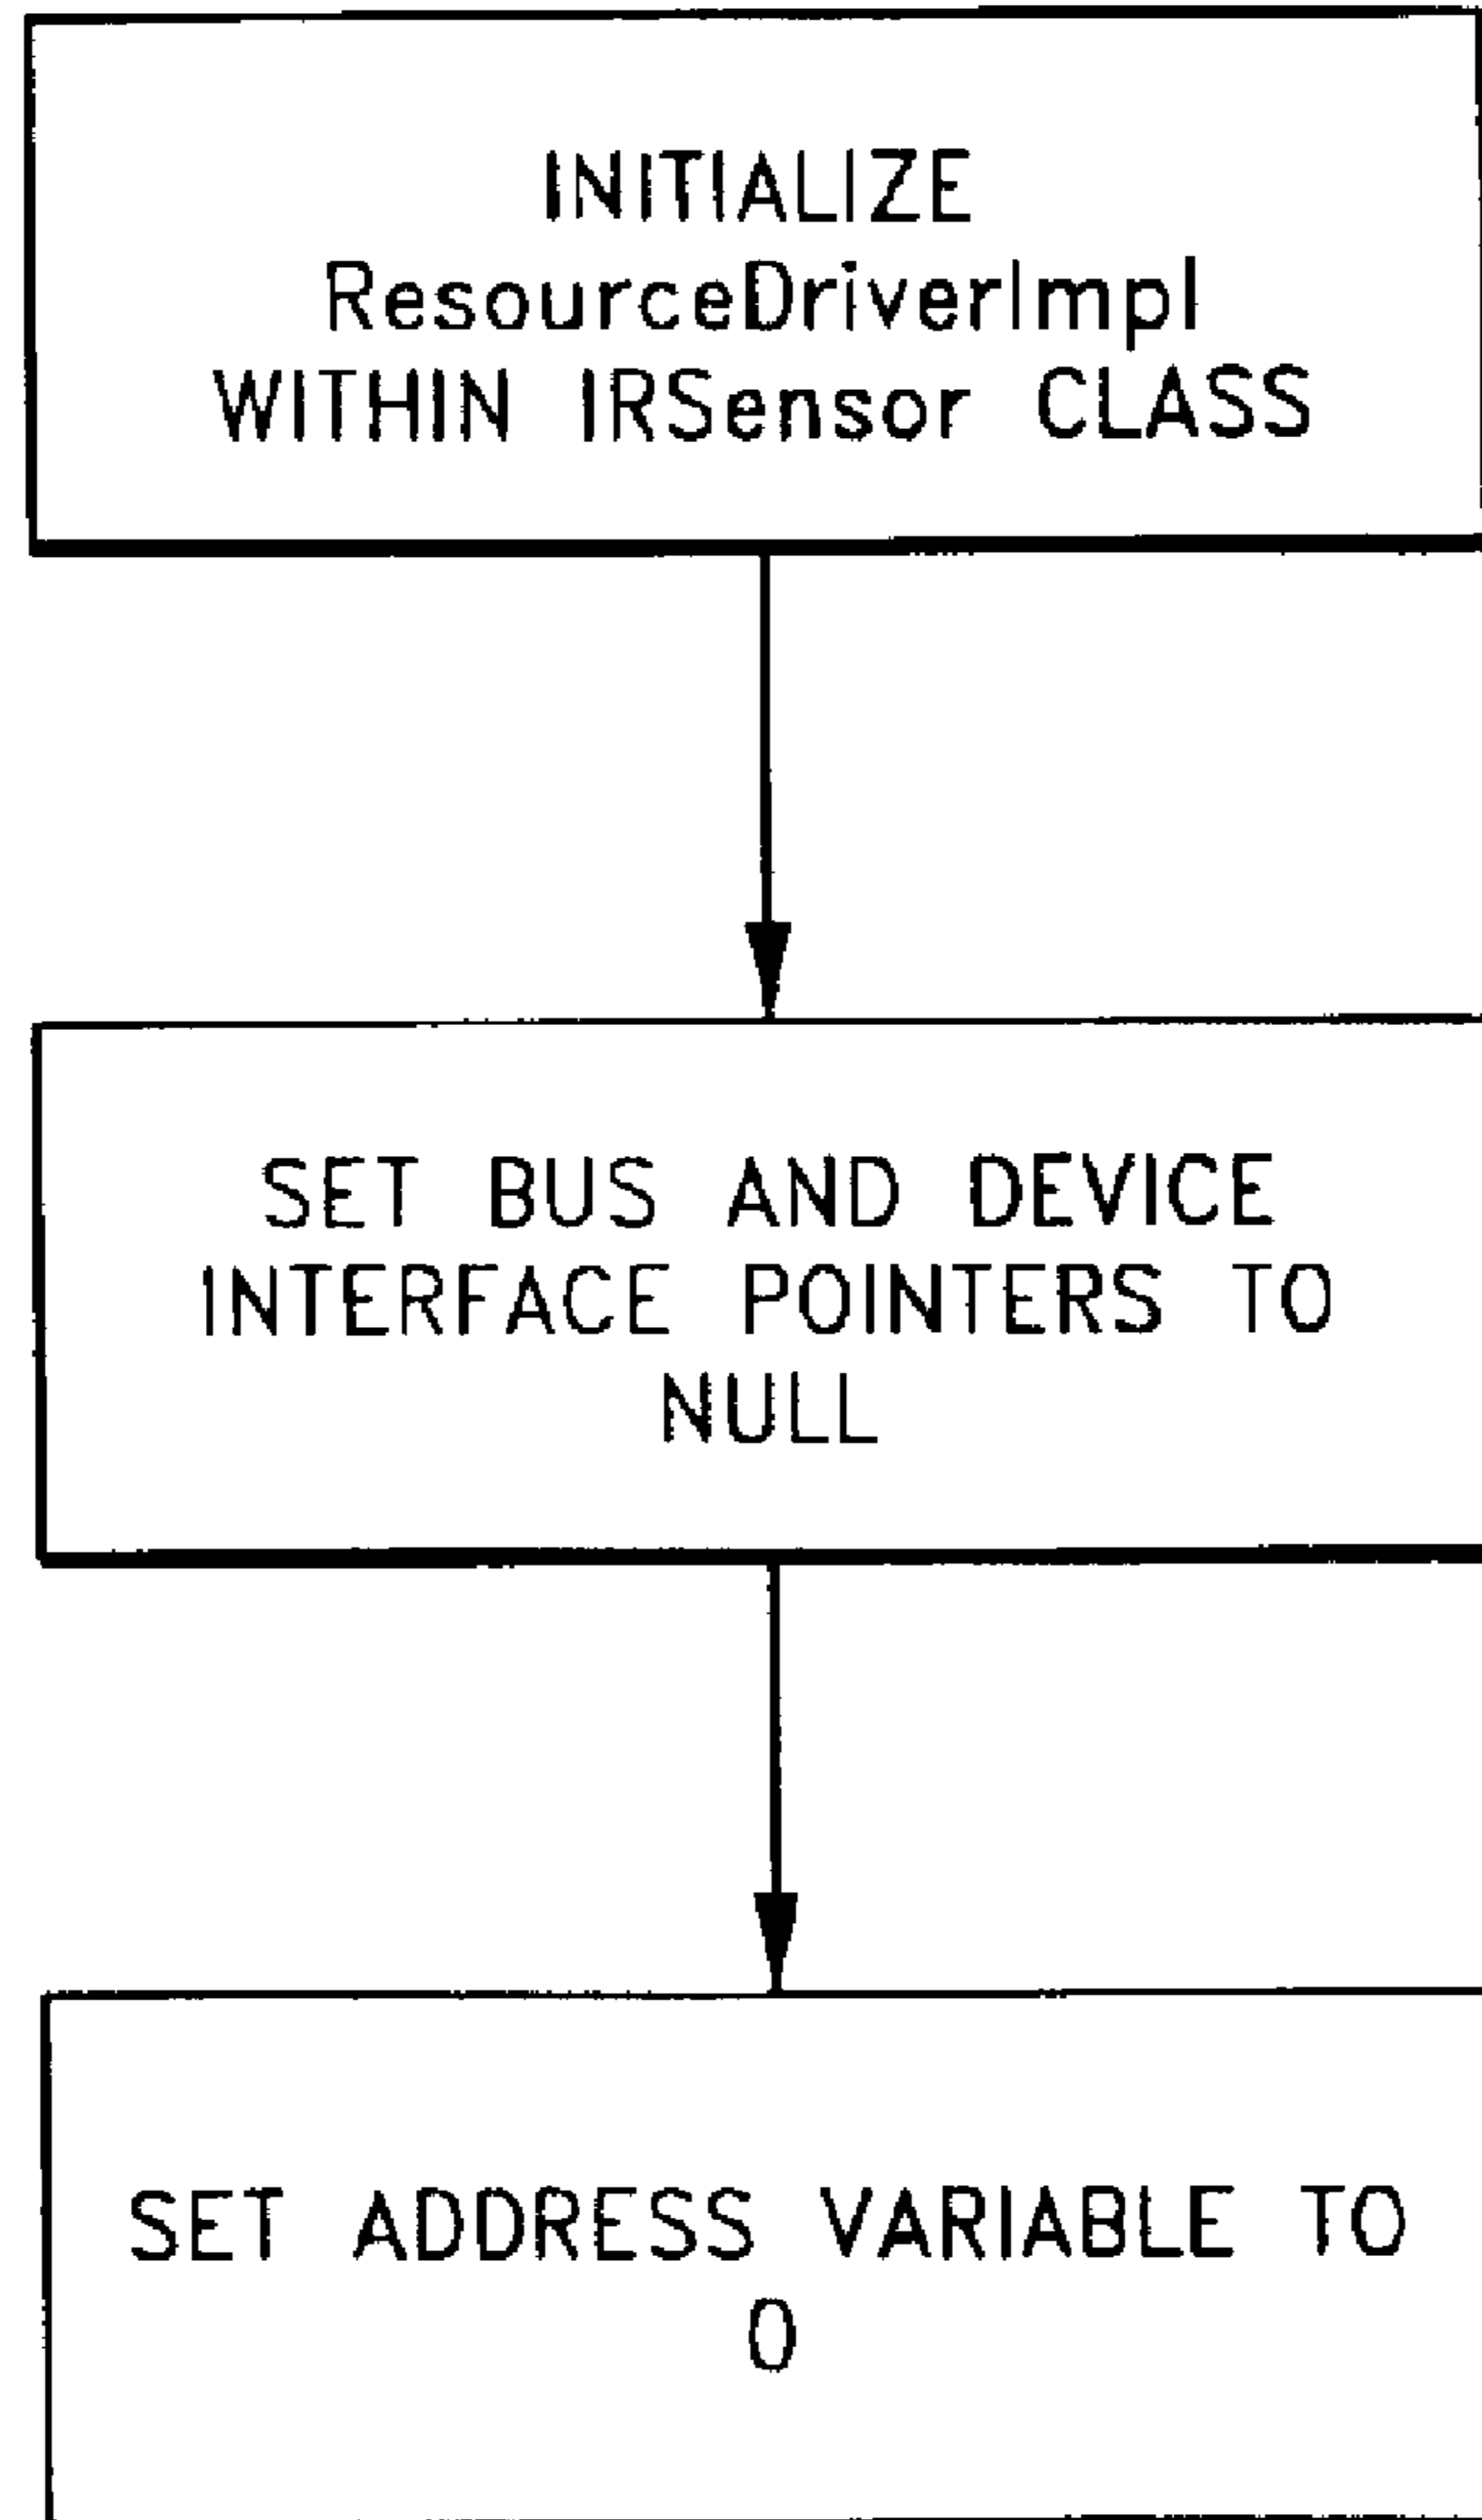 INITIALIZE
ResourceDriverImpl
WITHIN IRSensor CLASS
SET BUS AND DEVICE
INTERFACE POINTERS TO
NULL
SET ADDRESS VARIABLE TO
0